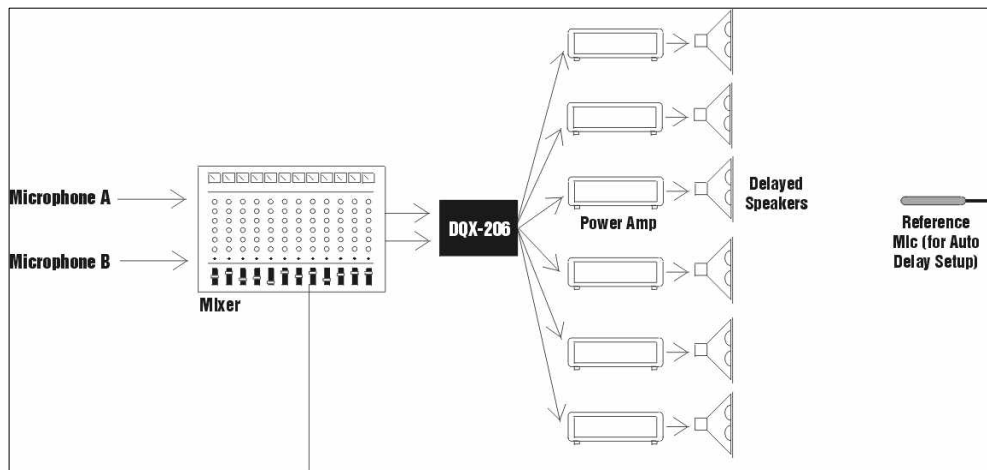 Microphone A
Microphone B
Mixer
DQX-206
Power Amp
Delayed
Speakers
Reference
Mic (for Auto
Delay Setup)